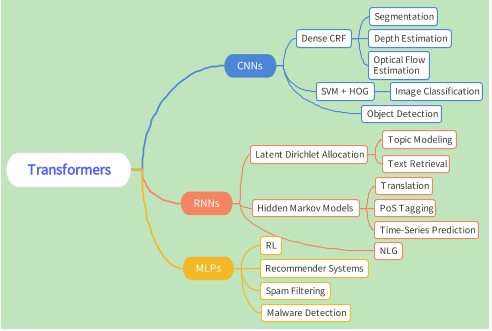 Transformers
CNNs
Dense CRF
Segmentation
Depth Estimation
Optical Flow
Estimation
SVM + HOG
Image Classification
Object Detection
RNNs
Latent Dirichlet Allocation
Topic Modeling
Text Retrieval
Hidden Markov Models
Translation
PoS Tagging
Time-Series Prediction
NLG
MLPs
RL
Recommender Systems
Spam Filtering
Malware Detection